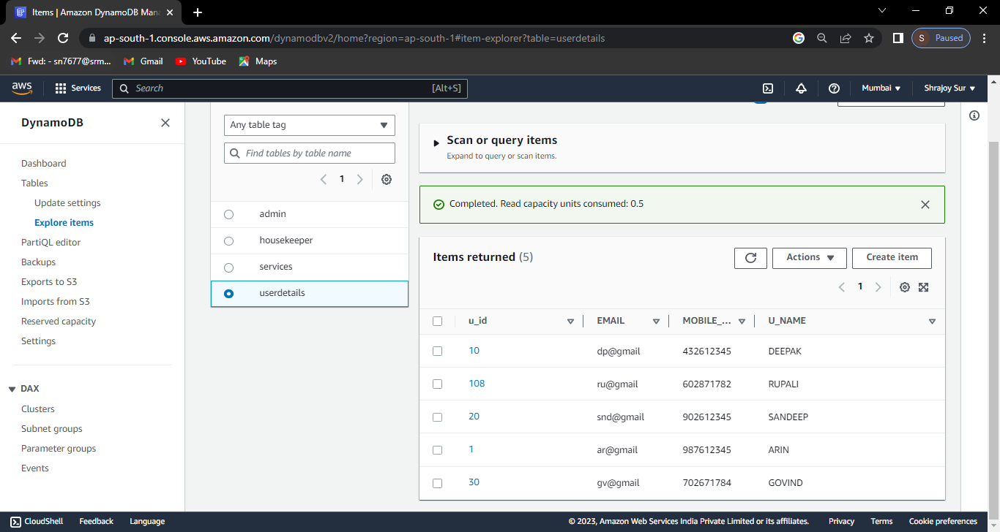 Items | Amazon DynamoDB Mana
ap-south-1.console.aws.amazon.com/dynamodbv2/home?region=ap-south-1#item-explorer?table=userdetails
S Paused
Fwd: - sn7677@srm... Gmail YouTube Maps
aws Services Search [Alt+S] Mumbai Shrajoy Sur
DynamoDB
Dashboard
Tables
Update settings
Explore items
PartiQL editor
Backups
Exports to S3
Imports from S3
Reserved capacity
Settings
DAX
Clusters
Subnet groups
Parameter groups
Events
Any table tag
Find tables by table name
1
admin
housekeeper
services
userdetails
Scan or query items
Expand to query or scan items.
Completed. Read capacity units consumed: 0.5
Items returned (5)
Actions Create item
1
u_id EMAIL MOBILE_... U_NAME
10 dp@gmail 432612345 DEEPAK
108 ru@gmail 602871782 RUPALI
20 snd@gmail 902612345 SANDEEP
1 ar@gmail 987612345 ARIN
30 gv@gmail 702671784 GOVIND
CloudShell Feedback Language © 2023, Amazon Web Services India Private Limited or its affiliates. Privacy Terms Cookie preferences